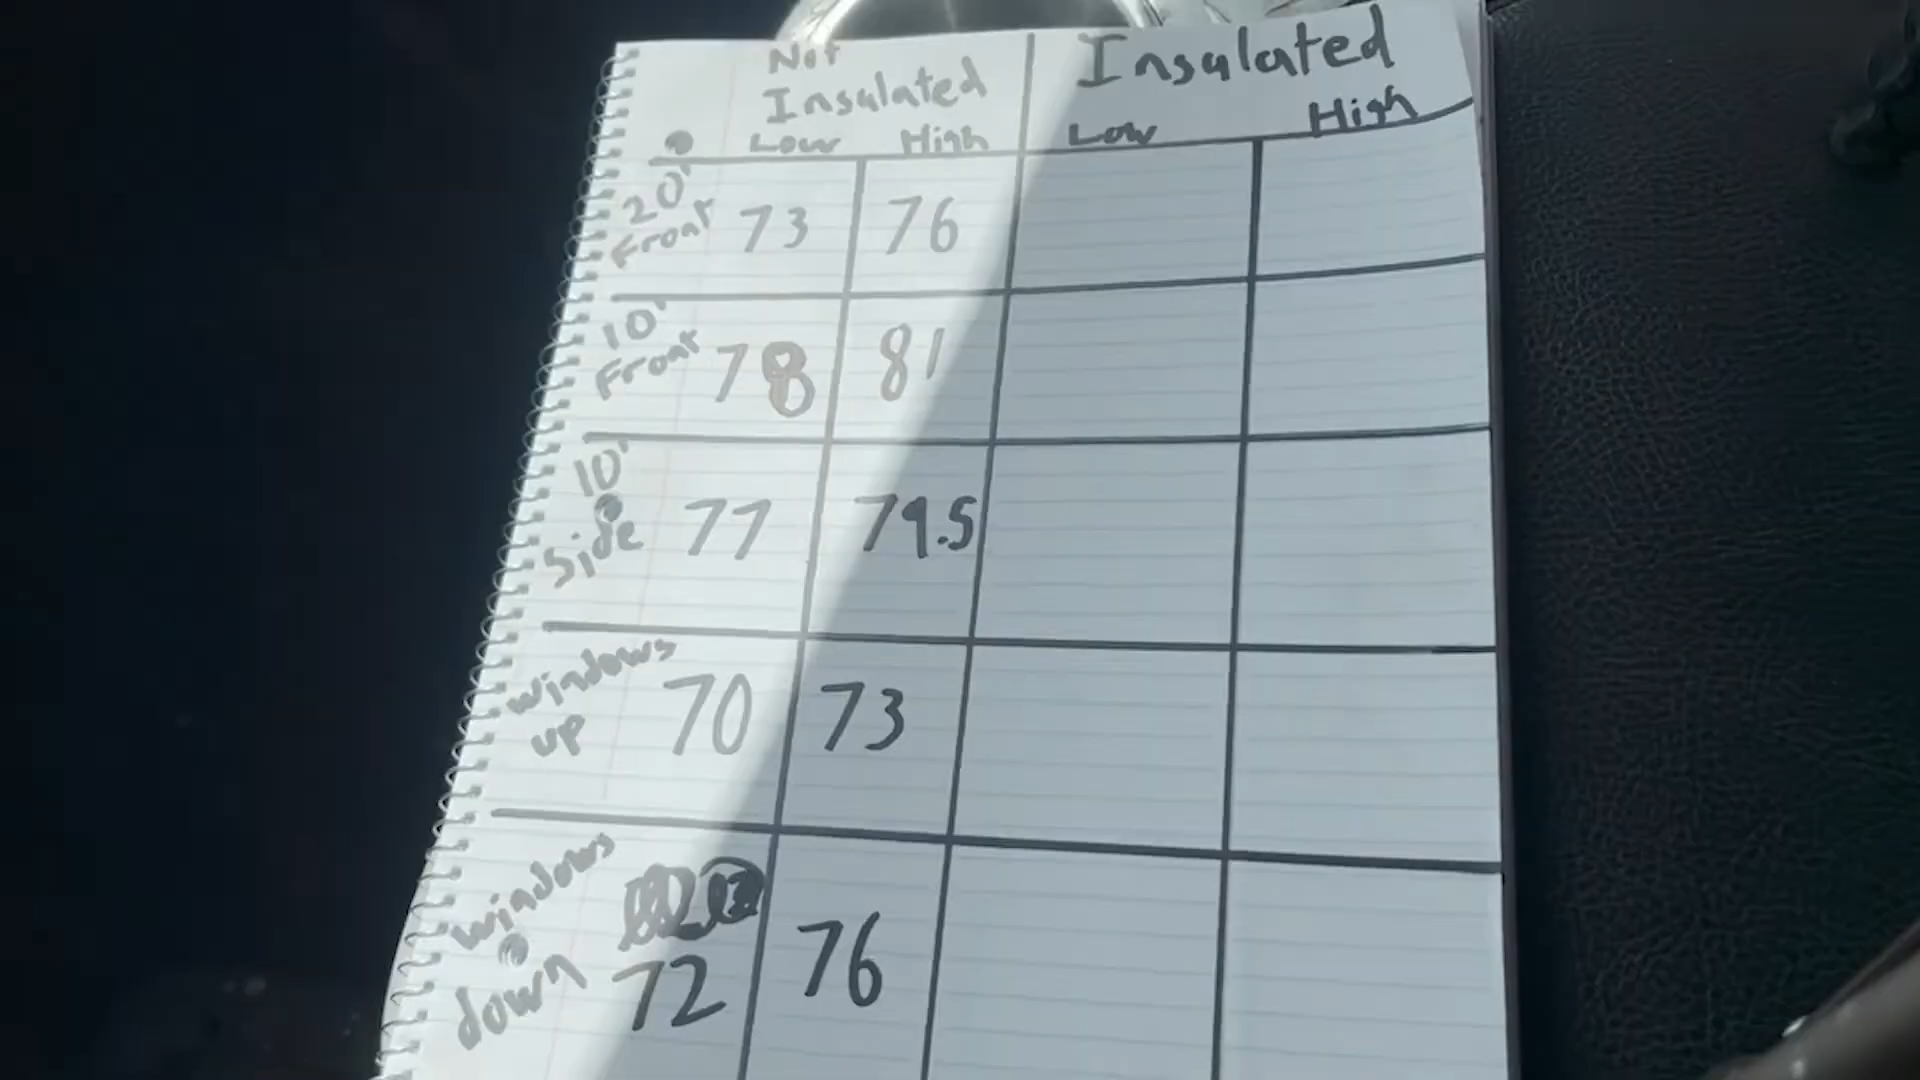 Not
Insulated
Insulated
Low High Low High
20'
Front 73 76
10'
Front 78 81
10'
Side 77 79.5
windows
up 70 73
windows
down 72 76